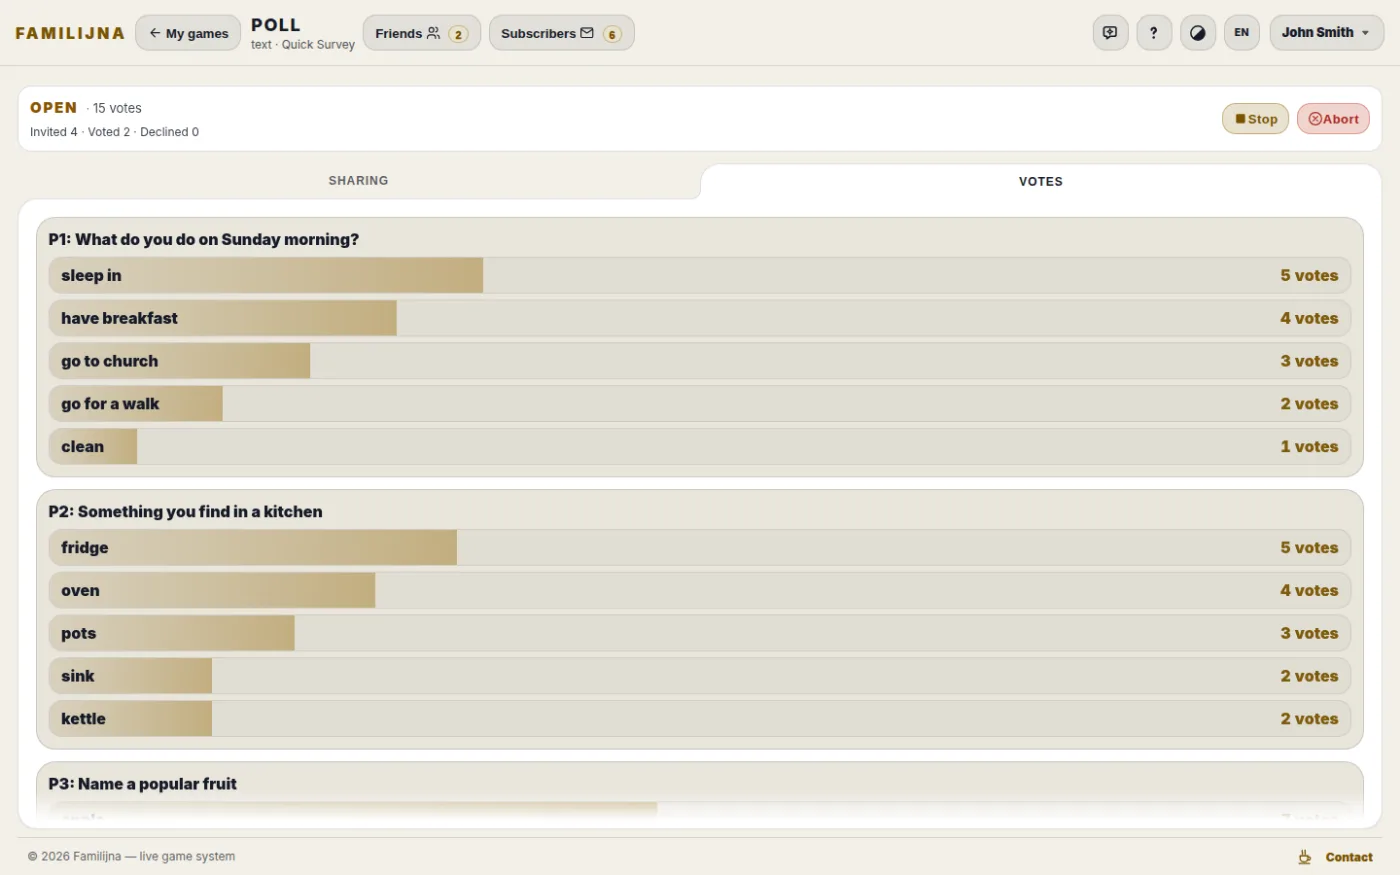 FAMILIJNA
← My games
POLL
text · Quick Survey
Friends 2
Subscribers 6
?
EN
John Smith
OPEN · 15 votes
Invited 4 · Voted 2 · Declined 0
Stop
Abort
SHARING
VOTES
P1: What do you do on Sunday morning?
sleep in 5 votes
have breakfast 4 votes
go to church 3 votes
go for a walk 2 votes
clean 1 votes
P2: Something you find in a kitchen
fridge 5 votes
oven 4 votes
pots 3 votes
sink 2 votes
kettle 2 votes
P3: Name a popular fruit
© 2026 Familijna — live game system
Contact